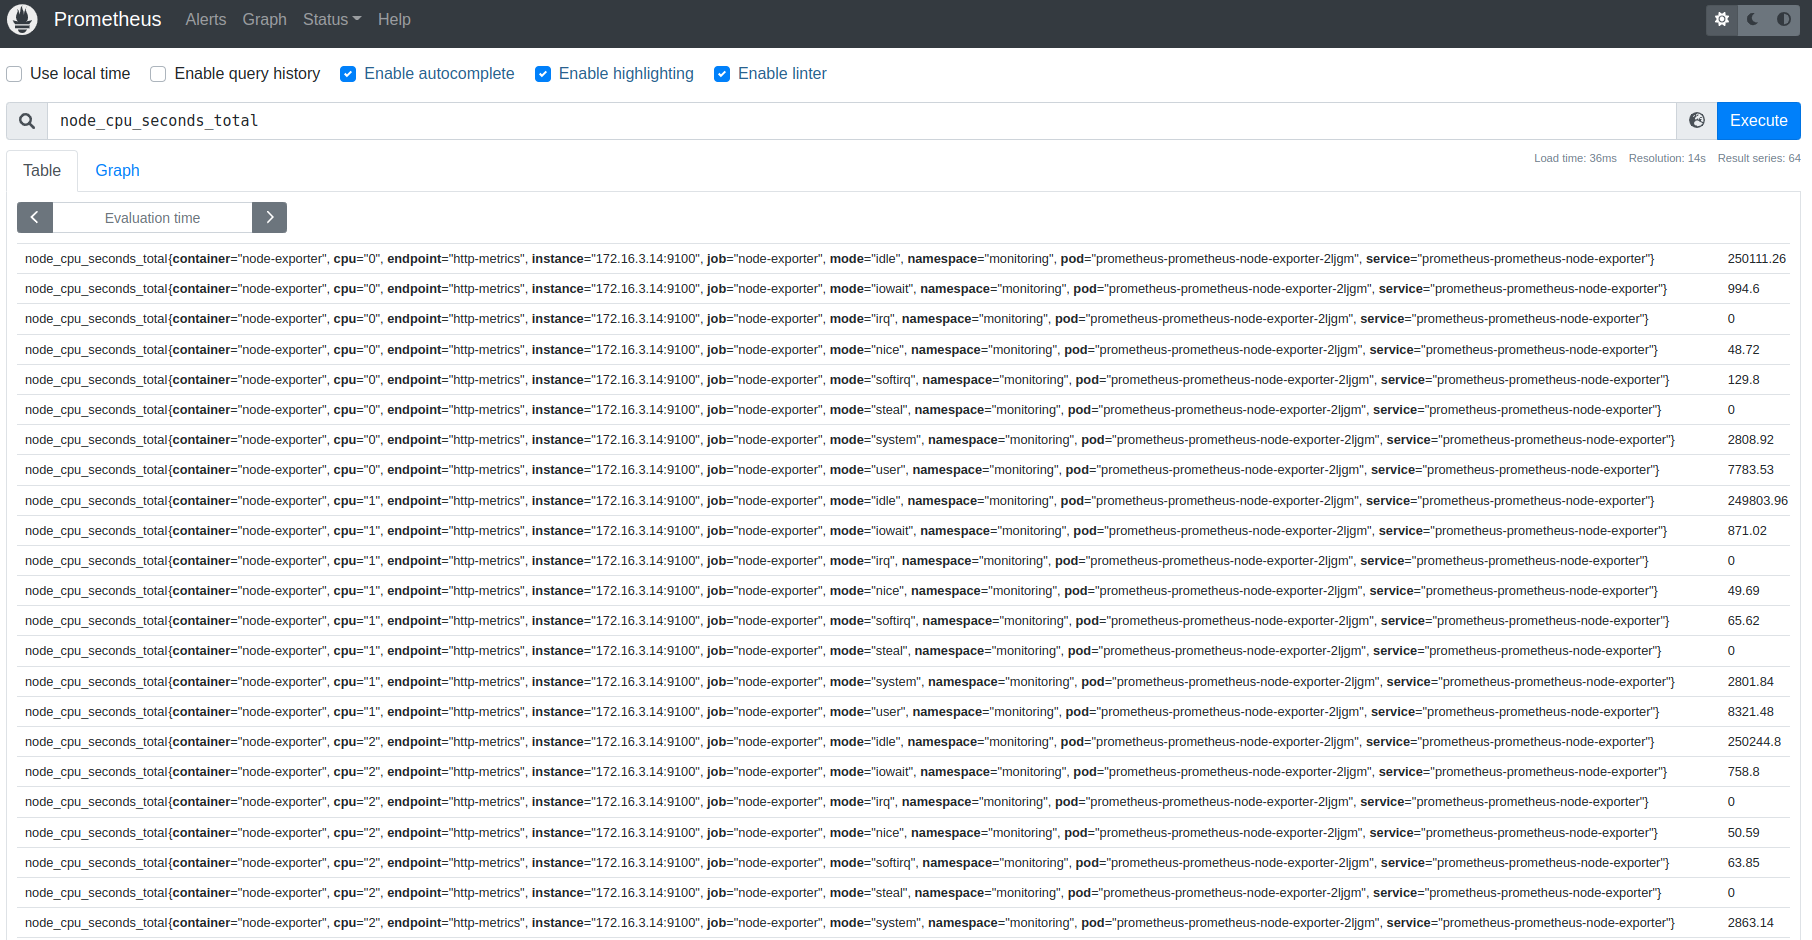 Prometheus Alerts Graph Status Help
Use local time Enable query history Enable autocomplete Enable highlighting Enable linter
node_cpu_seconds_total Execute
Load time: 36ms Resolution: 14s Result series: 64
Table Graph
Evaluation time
node_cpu_seconds_total{container="node-exporter", cpu="0", endpoint="http-metrics", instance="172.16.3.14:9100", job="node-exporter", mode="idle", namespace="monitoring", pod="prometheus-prometheus-node-exporter-2ljgm", service="prometheus-prometheus-node-exporter"} 250111.26
node_cpu_seconds_total{container="node-exporter", cpu="0", endpoint="http-metrics", instance="172.16.3.14:9100", job="node-exporter", mode="iowait", namespace="monitoring", pod="prometheus-prometheus-node-exporter-2ljgm", service="prometheus-prometheus-node-exporter"} 994.6
node_cpu_seconds_total{container="node-exporter", cpu="0", endpoint="http-metrics", instance="172.16.3.14:9100", job="node-exporter", mode="irq", namespace="monitoring", pod="prometheus-prometheus-node-exporter-2ljgm", service="prometheus-prometheus-node-exporter"} 0
node_cpu_seconds_total{container="node-exporter", cpu="0", endpoint="http-metrics", instance="172.16.3.14:9100", job="node-exporter", mode="nice", namespace="monitoring", pod="prometheus-prometheus-node-exporter-2ljgm", service="prometheus-prometheus-node-exporter"} 48.72
node_cpu_seconds_total{container="node-exporter", cpu="0", endpoint="http-metrics", instance="172.16.3.14:9100", job="node-exporter", mode="softirq", namespace="monitoring", pod="prometheus-prometheus-node-exporter-2ljgm", service="prometheus-prometheus-node-exporter"} 129.8
node_cpu_seconds_total{container="node-exporter", cpu="0", endpoint="http-metrics", instance="172.16.3.14:9100", job="node-exporter", mode="steal", namespace="monitoring", pod="prometheus-prometheus-node-exporter-2ljgm", service="prometheus-prometheus-node-exporter"} 0
node_cpu_seconds_total{container="node-exporter", cpu="0", endpoint="http-metrics", instance="172.16.3.14:9100", job="node-exporter", mode="system", namespace="monitoring", pod="prometheus-prometheus-node-exporter-2ljgm", service="prometheus-prometheus-node-exporter"} 2808.92
node_cpu_seconds_total{container="node-exporter", cpu="0", endpoint="http-metrics", instance="172.16.3.14:9100", job="node-exporter", mode="user", namespace="monitoring", pod="prometheus-prometheus-node-exporter-2ljgm", service="prometheus-prometheus-node-exporter"} 7783.53
node_cpu_seconds_total{container="node-exporter", cpu="1", endpoint="http-metrics", instance="172.16.3.14:9100", job="node-exporter", mode="idle", namespace="monitoring", pod="prometheus-prometheus-node-exporter-2ljgm", service="prometheus-prometheus-node-exporter"} 249803.96
node_cpu_seconds_total{container="node-exporter", cpu="1", endpoint="http-metrics", instance="172.16.3.14:9100", job="node-exporter", mode="iowait", namespace="monitoring", pod="prometheus-prometheus-node-exporter-2ljgm", service="prometheus-prometheus-node-exporter"} 871.02
node_cpu_seconds_total{container="node-exporter", cpu="1", endpoint="http-metrics", instance="172.16.3.14:9100", job="node-exporter", mode="irq", namespace="monitoring", pod="prometheus-prometheus-node-exporter-2ljgm", service="prometheus-prometheus-node-exporter"} 0
node_cpu_seconds_total{container="node-exporter", cpu="1", endpoint="http-metrics", instance="172.16.3.14:9100", job="node-exporter", mode="nice", namespace="monitoring", pod="prometheus-prometheus-node-exporter-2ljgm", service="prometheus-prometheus-node-exporter"} 49.69
node_cpu_seconds_total{container="node-exporter", cpu="1", endpoint="http-metrics", instance="172.16.3.14:9100", job="node-exporter", mode="softirq", namespace="monitoring", pod="prometheus-prometheus-node-exporter-2ljgm", service="prometheus-prometheus-node-exporter"} 65.62
node_cpu_seconds_total{container="node-exporter", cpu="1", endpoint="http-metrics", instance="172.16.3.14:9100", job="node-exporter", mode="steal", namespace="monitoring", pod="prometheus-prometheus-node-exporter-2ljgm", service="prometheus-prometheus-node-exporter"} 0
node_cpu_seconds_total{container="node-exporter", cpu="1", endpoint="http-metrics", instance="172.16.3.14:9100", job="node-exporter", mode="system", namespace="monitoring", pod="prometheus-prometheus-node-exporter-2ljgm", service="prometheus-prometheus-node-exporter"} 2801.84
node_cpu_seconds_total{container="node-exporter", cpu="1", endpoint="http-metrics", instance="172.16.3.14:9100", job="node-exporter", mode="user", namespace="monitoring", pod="prometheus-prometheus-node-exporter-2ljgm", service="prometheus-prometheus-node-exporter"} 8321.48
node_cpu_seconds_total{container="node-exporter", cpu="2", endpoint="http-metrics", instance="172.16.3.14:9100", job="node-exporter", mode="idle", namespace="monitoring", pod="prometheus-prometheus-node-exporter-2ljgm", service="prometheus-prometheus-node-exporter"} 250244.8
node_cpu_seconds_total{container="node-exporter", cpu="2", endpoint="http-metrics", instance="172.16.3.14:9100", job="node-exporter", mode="iowait", namespace="monitoring", pod="prometheus-prometheus-node-exporter-2ljgm", service="prometheus-prometheus-node-exporter"} 758.8
node_cpu_seconds_total{container="node-exporter", cpu="2", endpoint="http-metrics", instance="172.16.3.14:9100", job="node-exporter", mode="irq", namespace="monitoring", pod="prometheus-prometheus-node-exporter-2ljgm", service="prometheus-prometheus-node-exporter"} 0
node_cpu_seconds_total{container="node-exporter", cpu="2", endpoint="http-metrics", instance="172.16.3.14:9100", job="node-exporter", mode="nice", namespace="monitoring", pod="prometheus-prometheus-node-exporter-2ljgm", service="prometheus-prometheus-node-exporter"} 50.59
node_cpu_seconds_total{container="node-exporter", cpu="2", endpoint="http-metrics", instance="172.16.3.14:9100", job="node-exporter", mode="softirq", namespace="monitoring", pod="prometheus-prometheus-node-exporter-2ljgm", service="prometheus-prometheus-node-exporter"} 63.85
node_cpu_seconds_total{container="node-exporter", cpu="2", endpoint="http-metrics", instance="172.16.3.14:9100", job="node-exporter", mode="steal", namespace="monitoring", pod="prometheus-prometheus-node-exporter-2ljgm", service="prometheus-prometheus-node-exporter"} 0
node_cpu_seconds_total{container="node-exporter", cpu="2", endpoint="http-metrics", instance="172.16.3.14:9100", job="node-exporter", mode="system", namespace="monitoring", pod="prometheus-prometheus-node-exporter-2ljgm", service="prometheus-prometheus-node-exporter"} 2863.14